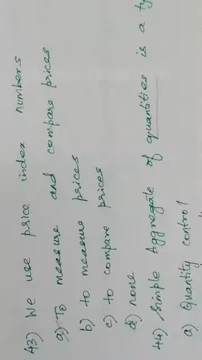 43) We use price index numbers
a) To measure and compare prices
b) to measure prices
c) to compare prices
d) none
44) Simple Aggregate of quantities is a
a) Quantity control